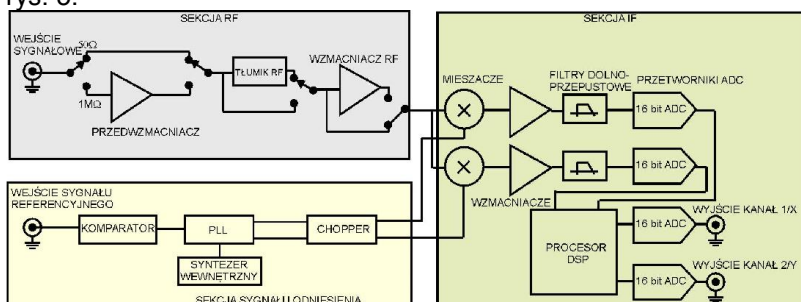 rys. 8.
SEKCJA RF
WEJŚCIE
SYGNAŁOWE
50Ω
1MΩ
PRZEDWZMACNIACZ
TŁUMIK RF
WZMACNIACZ RF
SEKCJA IF
MIESZACZE
FILTRY DOLNO-
PRZEPUSTOWE
PRZETWORNIKI ADC
16 bit ADC
16 bit ADC
WZMACNIACZE
PROCESOR
DSP
16 bit ADC
WYJŚCIE KANAŁ 1/X
16 bit ADC
WYJŚCIE KANAŁ 2/Y
WEJŚCIE SYGNAŁU
REFERENCYJNEGO
KOMPARATOR
PLL
CHOPPER
SYNTEZER
WEWNĘTRZNY
SEKCJA SYGNAŁU ODNIESIENIA